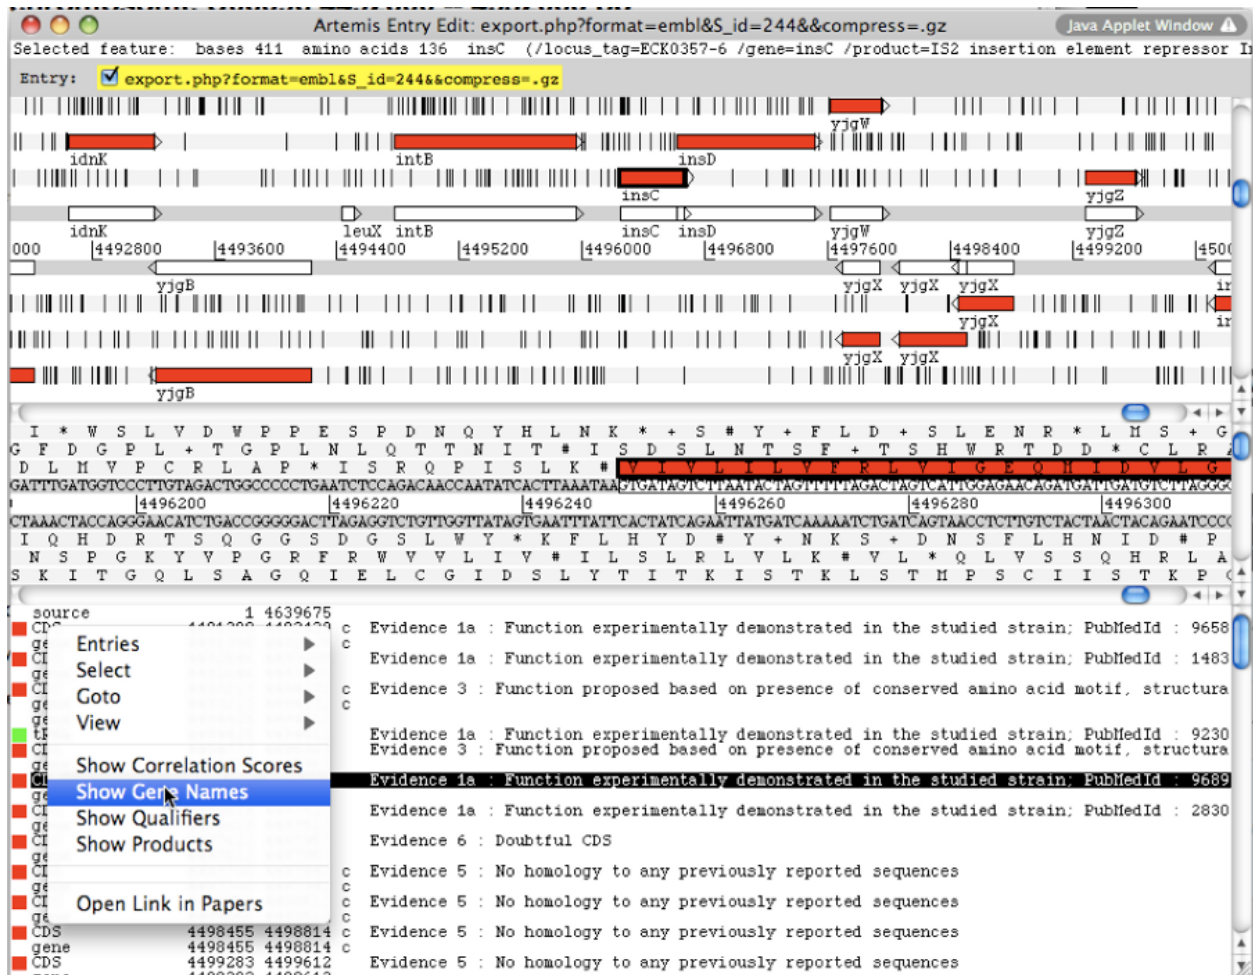 Artemis Entry Edit: export.php?format=embl&S_id=244&&compress=.gz
Java Applet Window
Selected feature: bases 411 amino acids 136 insC (/locus_tag=ECK0357-6 /gene=insC /product=IS2 insertion element repressor I
Entry: export.php?format=embl&S_id=244&&compress=.gz
yjgW
idnK intB insD
insC yjgZ
idnK leuX intB insC insD yjgW yjgZ
000 4492800 4493600 4494400 4495200 4496000 4496800 4497600 4498400 4499200 450
yjgB yjgX yjgX yjgX
yjgX
yjgX yjgX
yjgB
I * W S L V D W P P E S P D N Q Y H L N K * + S # Y + F L D + S L E N R * L M S + G
G F D G P L + T G P L N L Q T T N I T # I S D S L N T S F + T S H W R T D D * C L R
D L M V P C R L A P * I S R Q P I S L K # V I V L I L V F R L V I G E Q M I D V L G
GATTTGATGGTCCCTTGTAGACTGGCCCCCTGAATCTCCAGACAACCAATATCACTTAAATAAGTGATAGTCTTAATACTAGTTTTTAGACTAGTCATTGGAGAACAGATGATTGATGTCTTAGGG
4496200 4496220 4496240 4496260 4496280 4496300
CTAAACTACCAGGGAACATCTGACCGGGGGACTTAGAGGTCTGTTGGTTATAGTGAATTTATTCACTATCAGAATTATGATCAAAAATCTGATCAGTAACCTCTTGTCTACTAACTACAGAATCCC
I Q H D R T S Q G G S D G S L W Y * K F L H Y D # Y + N K S + D N S F L H N I D # P
N S P G K Y V P G R F S D R W V V L I V # I L S L R L V L K # V L * Q L V S S Q H R L A
S K I T G Q L S A G Q I E L C G I D S L Y T I T K I S T K L S T M P S C I I S T K P
source 1 4639675
c Evidence 1a : Function experimentally demonstrated in the studied strain; PubMedId : 9658
c
Entries
Evidence 1a : Function experimentally demonstrated in the studied strain; PubMedId : 1483
Select
c Evidence 3 : Function proposed based on presence of conserved amino acid motif, structura
Goto
c
View
Evidence 1a : Function experimentally demonstrated in the studied strain; PubMedId : 9230
Evidence 3 : Function proposed based on presence of conserved amino acid motif, structura
Show Correlation Scores
Evidence 1a : Function experimentally demonstrated in the studied strain; PubMedId : 9689
Show Gene Names
Evidence 1a : Function experimentally demonstrated in the studied strain; PubMedId : 2830
Show Qualifiers
Evidence 6 : Doubtful CDS
Show Products
c Evidence 5 : No homology to any previously reported sequences
c
c Evidence 5 : No homology to any previously reported sequences
Open Link in Papers
c
CDS 4498455 4498814 c Evidence 5 : No homology to any previously reported sequences
gene 4498455 4498814 c
CDS 4499283 4499612 Evidence 5 : No homology to any previously reported sequences